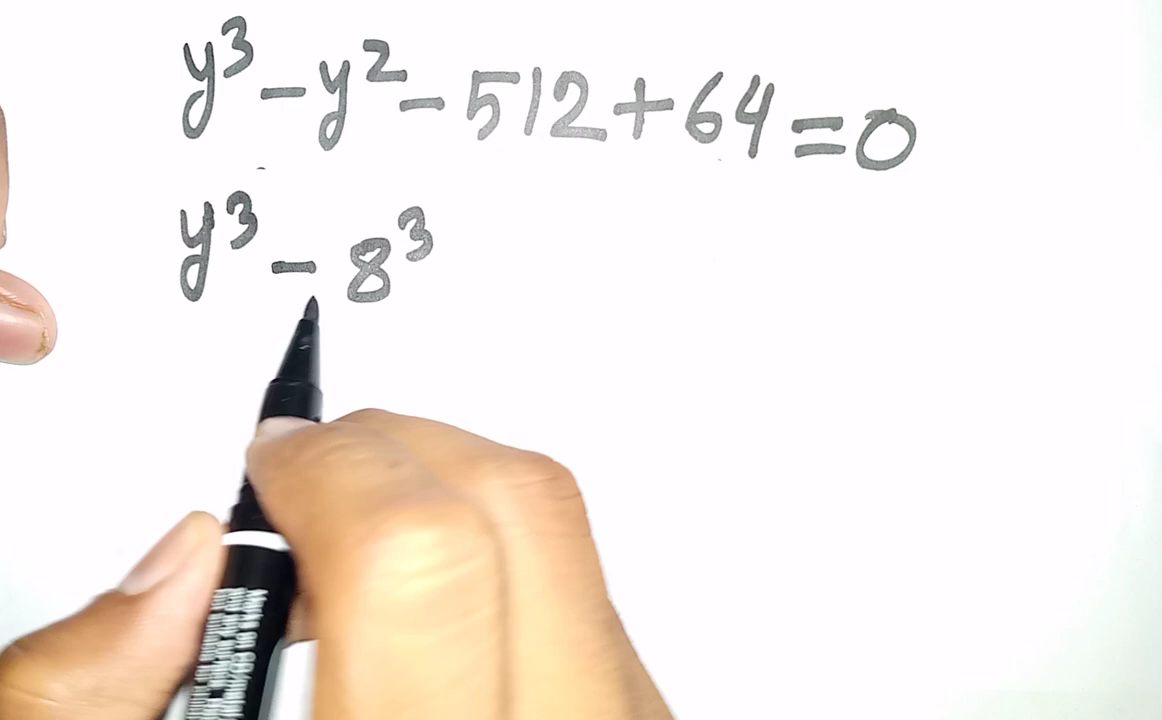 y³ - y² - 512 + 64 = 0
y³ - 8³